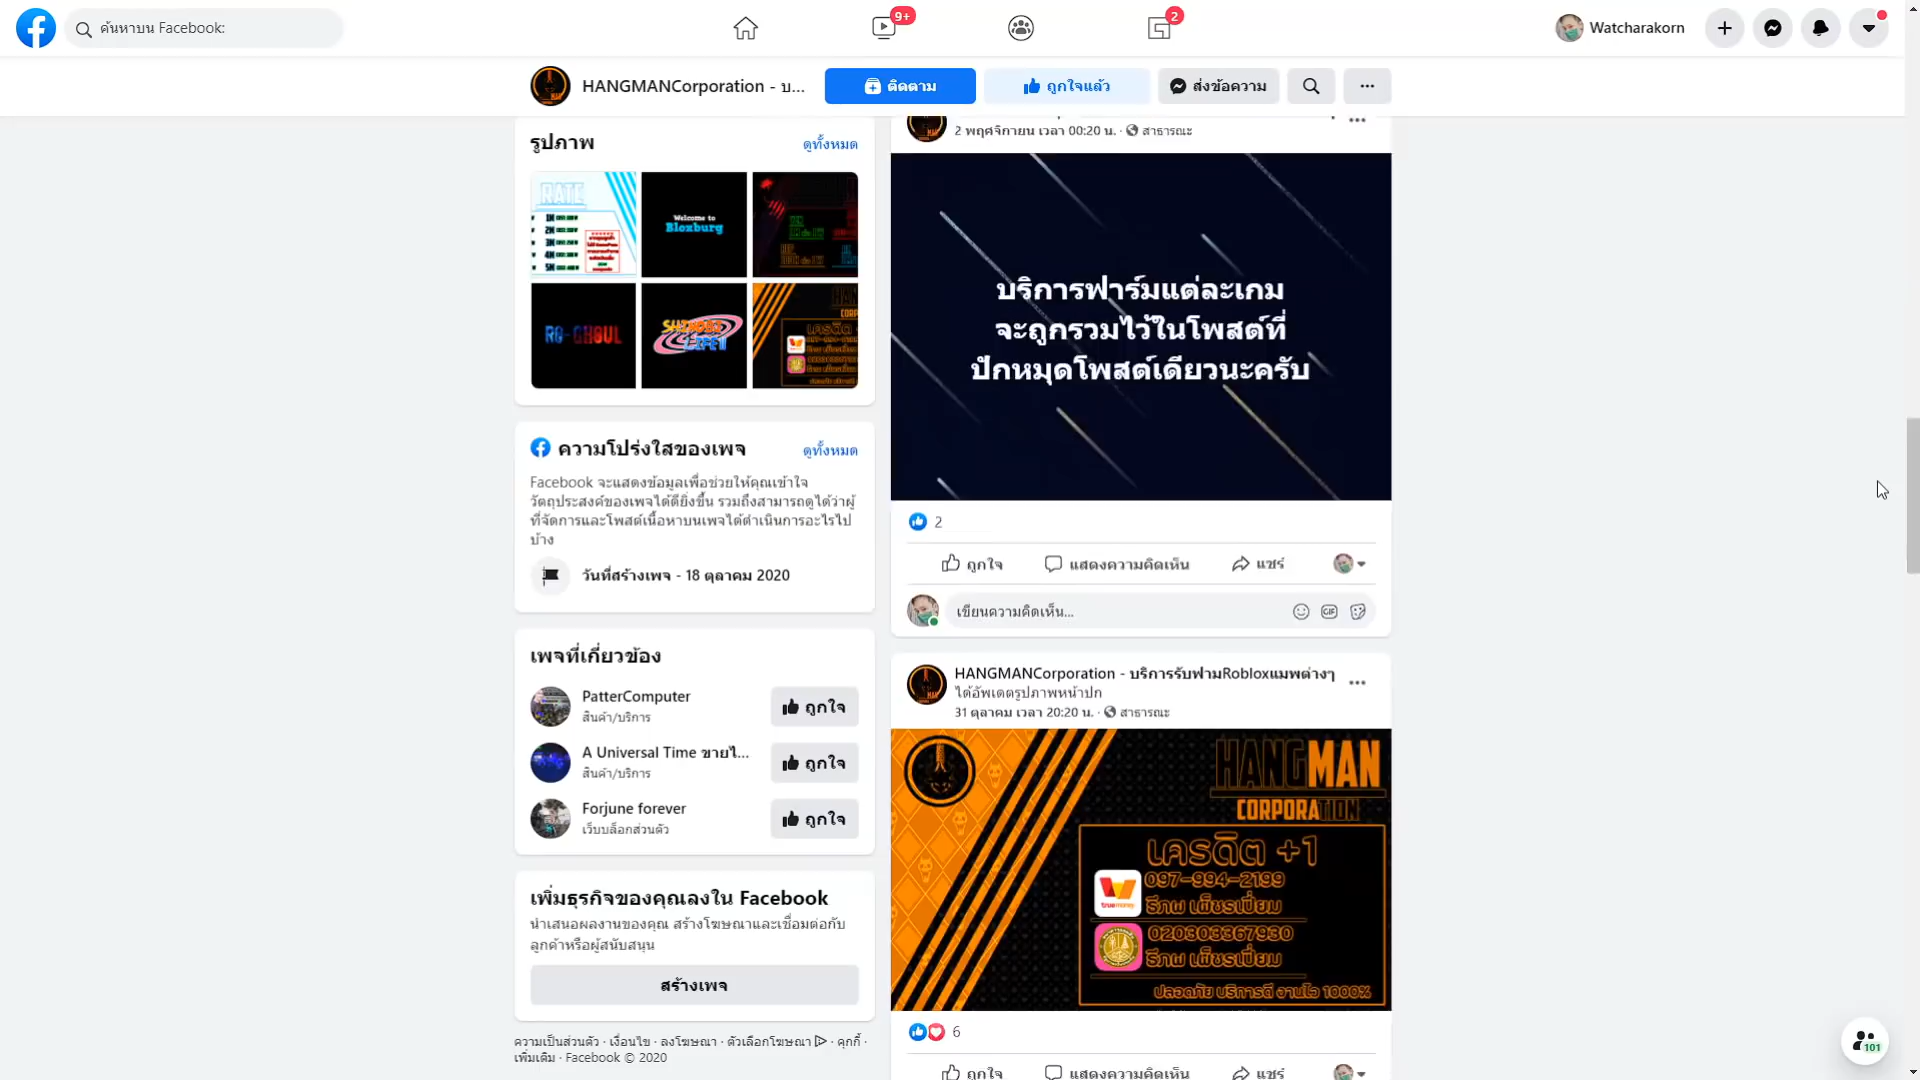 ค้นหาบน Facebook:
9+
2
Watcharakorn
HANGMANCorporation - บ...
ติดตาม
ถูกใจแล้ว
ส่งข้อความ
รูปภาพ
ดูทั้งหมด
RATE
Welcome to
Bloxburg
RO-GHOUL
SHINOBI
LIFE II
ความโปร่งใสของเพจ
ดูทั้งหมด
Facebook จะแสดงข้อมูลเพื่อช่วยให้คุณเข้าใจ
วัตถุประสงค์ของเพจได้ดียิ่งขึ้น รวมถึงสามารถดูได้ว่าผู้
ที่จัดการและโพสต์เนื้อหาบนเพจได้ดำเนินการอะไรไป
บ้าง
วันที่สร้างเพจ - 18 ตุลาคม 2020
เพจที่เกี่ยวข้อง
PatterComputer
สินค้า/บริการ
ถูกใจ
A Universal Time ขายไ...
สินค้า/บริการ
ถูกใจ
Forjune forever
เว็บบล็อกส่วนตัว
ถูกใจ
เพิ่มธุรกิจของคุณลงใน Facebook
นำเสนอผลงานของคุณ สร้างโฆษณาและเชื่อมต่อกับ
ลูกค้าหรือผู้สนับสนุน
สร้างเพจ
ความเป็นส่วนตัว · เงื่อนไข · ลงโฆษณา · ตัวเลือกโฆษณา · คุกกี้ ·
เพิ่มเติม · Facebook © 2020
2 พฤศจิกายน เวลา 00:20 น. · สาธารณะ
บริการฟาร์มแต่ละเกม
จะถูกรวมไว้ในโพสต์ที่
ปักหมุดโพสต์เดียวนะครับ
2
ถูกใจ
แสดงความคิดเห็น
แชร์
เขียนความคิดเห็น...
GIF
HANGMANCorporation - บริการรับฟามRobloxแมพต่างๆ
ได้อัพเดตรูปภาพหน้าปก
31 ตุลาคม เวลา 20:20 น. · สาธารณะ
HANGMAN
CORPORATION
เครดิต +1
097-994-2199
truemoney
ธีภพ เพ็ชรเปี่ยม
020303367930
ธีภพ เพ็ชรเปี่ยม
ปลอดภัย บริการดี งานไว 1000%
6
ถูกใจ
แสดงความคิดเห็น
แชร์
101